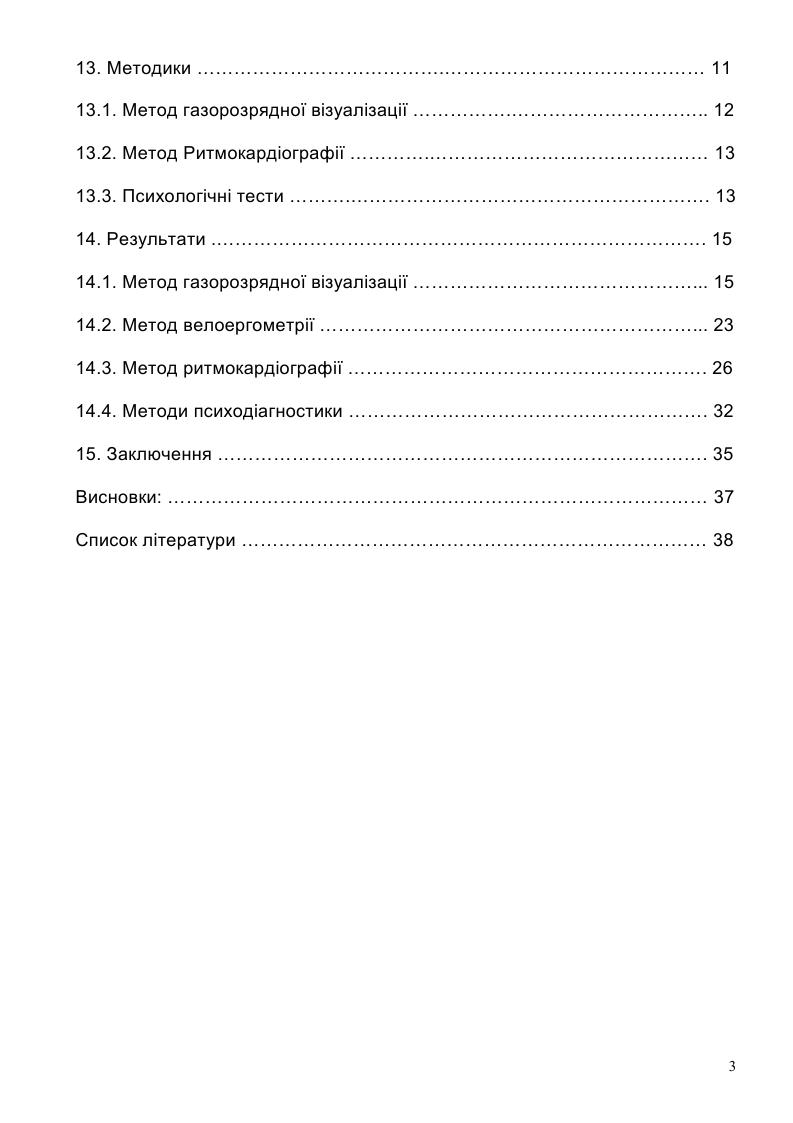 13. Методики …………………………………………………………………… 11
13.1. Метод газорозрядної візуалізації ……………………………………….. 12
13.2. Метод Ритмокардіографії ………………………………………………… 13
13.3. Психологічні тести …………………………………………………………. 13
14. Результати ……………………………………………………………………. 15
14.1. Метод газорозрядної візуалізації ……………………………………... 15
14.2. Метод велоергометрії …………………………………………………... 23
14.3. Метод ритмокардіографії …………………………………………………. 26
14.4. Методи психодіагностики …………………………………………………. 32
15. Заключення ……………………………………………………………………. 35
Висновки: …………………………………………………………………………… 37
Список літератури ………………………………………………………………… 38
3